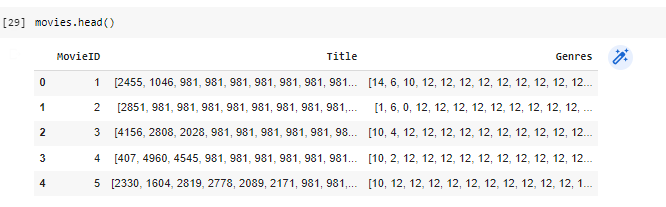 [29] movies.head()
MovieID Title Genres
0 1 [2455, 1046, 981, 981, 981, 981, 981, 981, 981... [14, 6, 10, 12, 12, 12, 12, 12, 12, 12, 12, 12...
1 2 [2851, 981, 981, 981, 981, 981, 981, 981, 981,... [1, 6, 0, 12, 12, 12, 12, 12, 12, 12, 12, 12, ...
2 3 [4156, 2808, 2028, 981, 981, 981, 981, 981, 98... [10, 4, 12, 12, 12, 12, 12, 12, 12, 12, 12, 12...
3 4 [407, 4960, 4545, 981, 981, 981, 981, 981, 981... [10, 2, 12, 12, 12, 12, 12, 12, 12, 12, 12, 12...
4 5 [2330, 1604, 2819, 2778, 2089, 2171, 981, 981,... [10, 12, 12, 12, 12, 12, 12, 12, 12, 12, 12, 1...